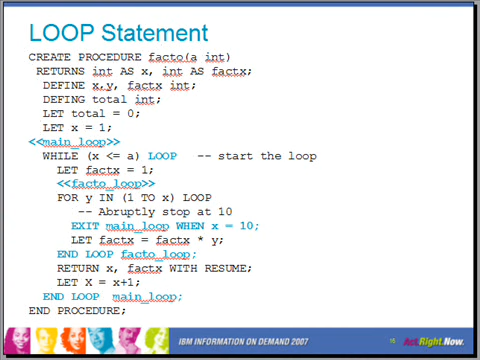 LOOP Statement
CREATE PROCEDURE facto(a int)
RETURNS int AS x, int AS factx;
DEFINE x,y, factx int;
DEFING total int;
LET total = 0;
LET x = 1;
<<main_loop>>
WHILE (x <= a) LOOP -- start the loop
LET factx = 1;
<<facto_loop>>
FOR y IN (1 TO x) LOOP
-- Abruptly stop at 10
EXIT main_loop WHEN x = 10;
LET factx = factx * y;
END LOOP facto_loop;
RETURN x, factx WITH RESUME;
LET X = x+1;
END LOOP main_loop;
END PROCEDURE;
IBM INFORMATION ON DEMAND 2007
Act.Right.Now.